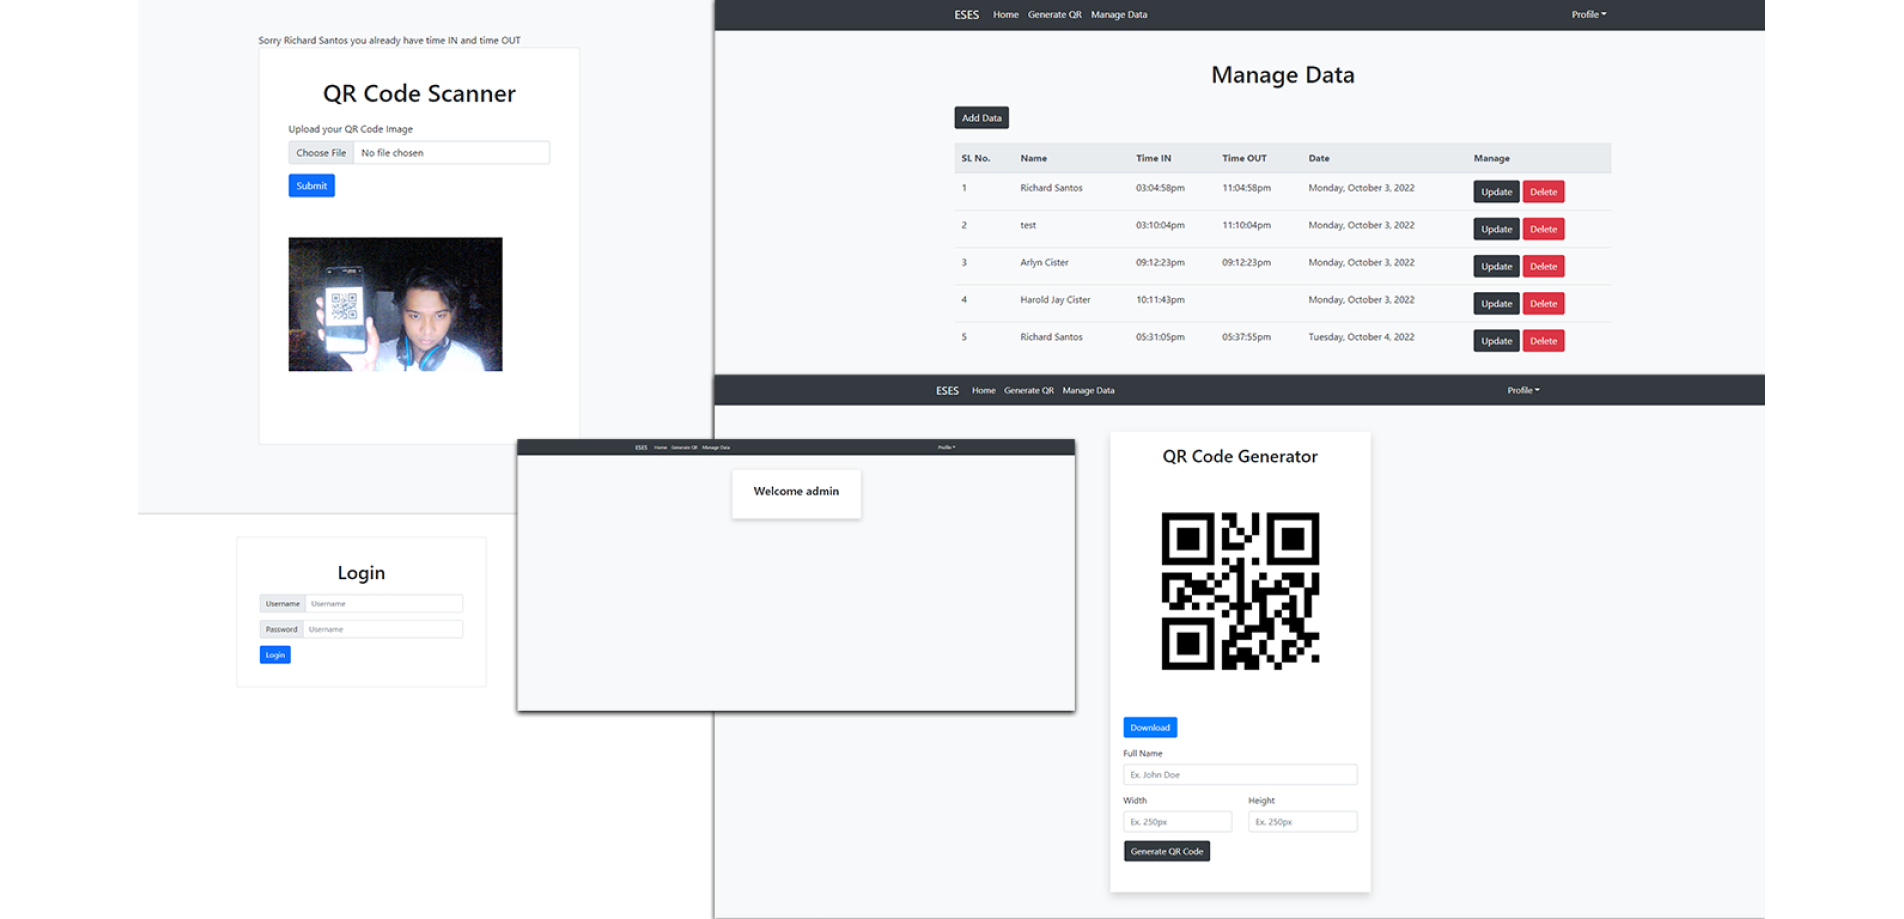 Sorry Richard Santos you already have time IN and time OUT
QR Code Scanner
Upload your QR Code Image
Choose File No file chosen
Submit
Login
Username Username
Password Username
Login
ESES Home Generate QR Manage Data Profile
Welcome admin
ESES Home Generate QR Manage Data Profile
Manage Data
Add Data
SL No. Name Time IN Time OUT Date Manage
1 Richard Santos 03:04:58pm 11:04:58pm Monday, October 3, 2022 Update Delete
2 test 03:10:04pm 11:10:04pm Monday, October 3, 2022 Update Delete
3 Arlyn Cister 09:12:23pm 09:12:23pm Monday, October 3, 2022 Update Delete
4 Harold Jay Cister 10:11:43pm Monday, October 3, 2022 Update Delete
5 Richard Santos 05:31:05pm 05:37:55pm Tuesday, October 4, 2022 Update Delete
ESES Home Generate QR Manage Data Profile
QR Code Generator
Download
Full Name
Ex. John Doe
Width Height
Ex. 250px Ex. 250px
Generate QR Code